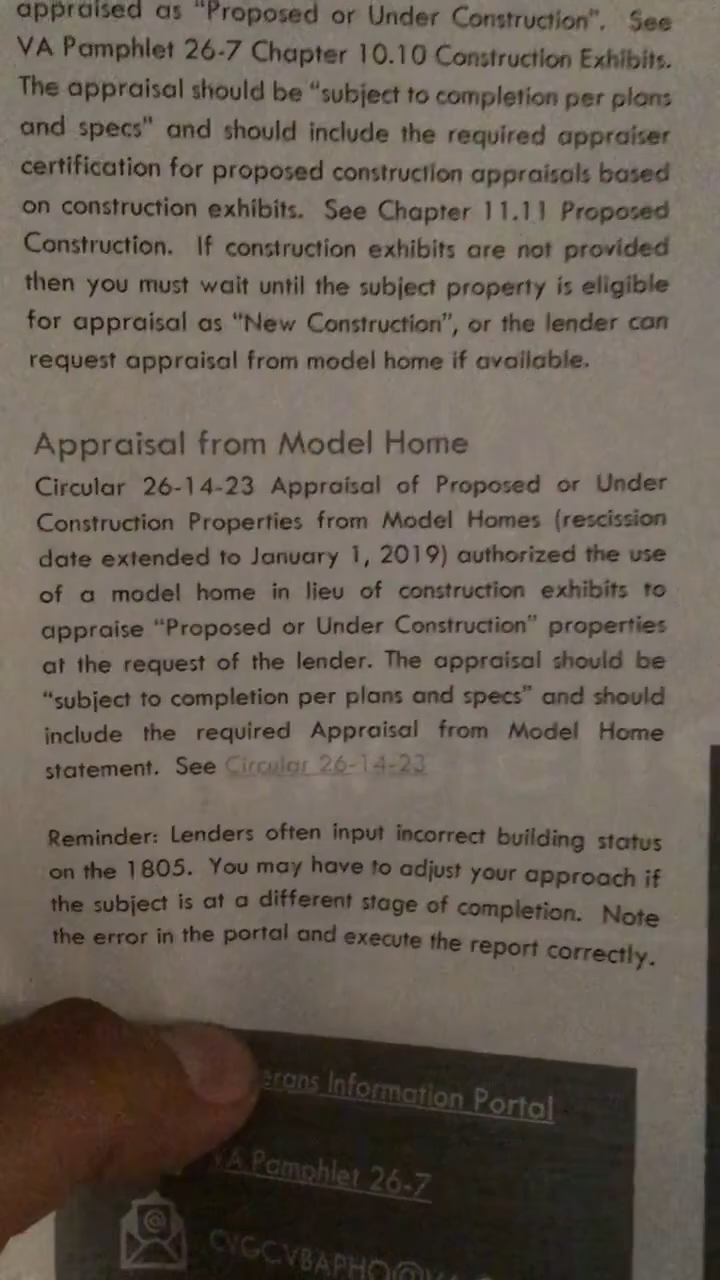 appraised as "Proposed or Under Construction". See
VA Pamphlet 26-7 Chapter 10.10 Construction Exhibits.
The appraisal should be "subject to completion per plans
and specs" and should include the required appraiser
certification for proposed construction appraisals based
on construction exhibits. See Chapter 11.11 Proposed
Construction. If construction exhibits are not provided
then you must wait until the subject property is eligible
for appraisal as "New Construction", or the lender can
request appraisal from model home if available.
Appraisal from Model Home
Circular 26-14-23 Appraisal of Proposed or Under
Construction Properties from Model Homes (rescission
date extended to January 1, 2019) authorized the use
of a model home in lieu of construction exhibits to
appraise "Proposed or Under Construction" properties
at the request of the lender. The appraisal should be
"subject to completion per plans and specs" and should
include the required Appraisal from Model Home
statement. See Circular 26-14-23
Reminder: Lenders often input incorrect building status
on the 1805. You may have to adjust your approach if
the subject is at a different stage of completion. Note
the error in the portal and execute the report correctly.
erans Information Portal
VA Pamphlet 26-7